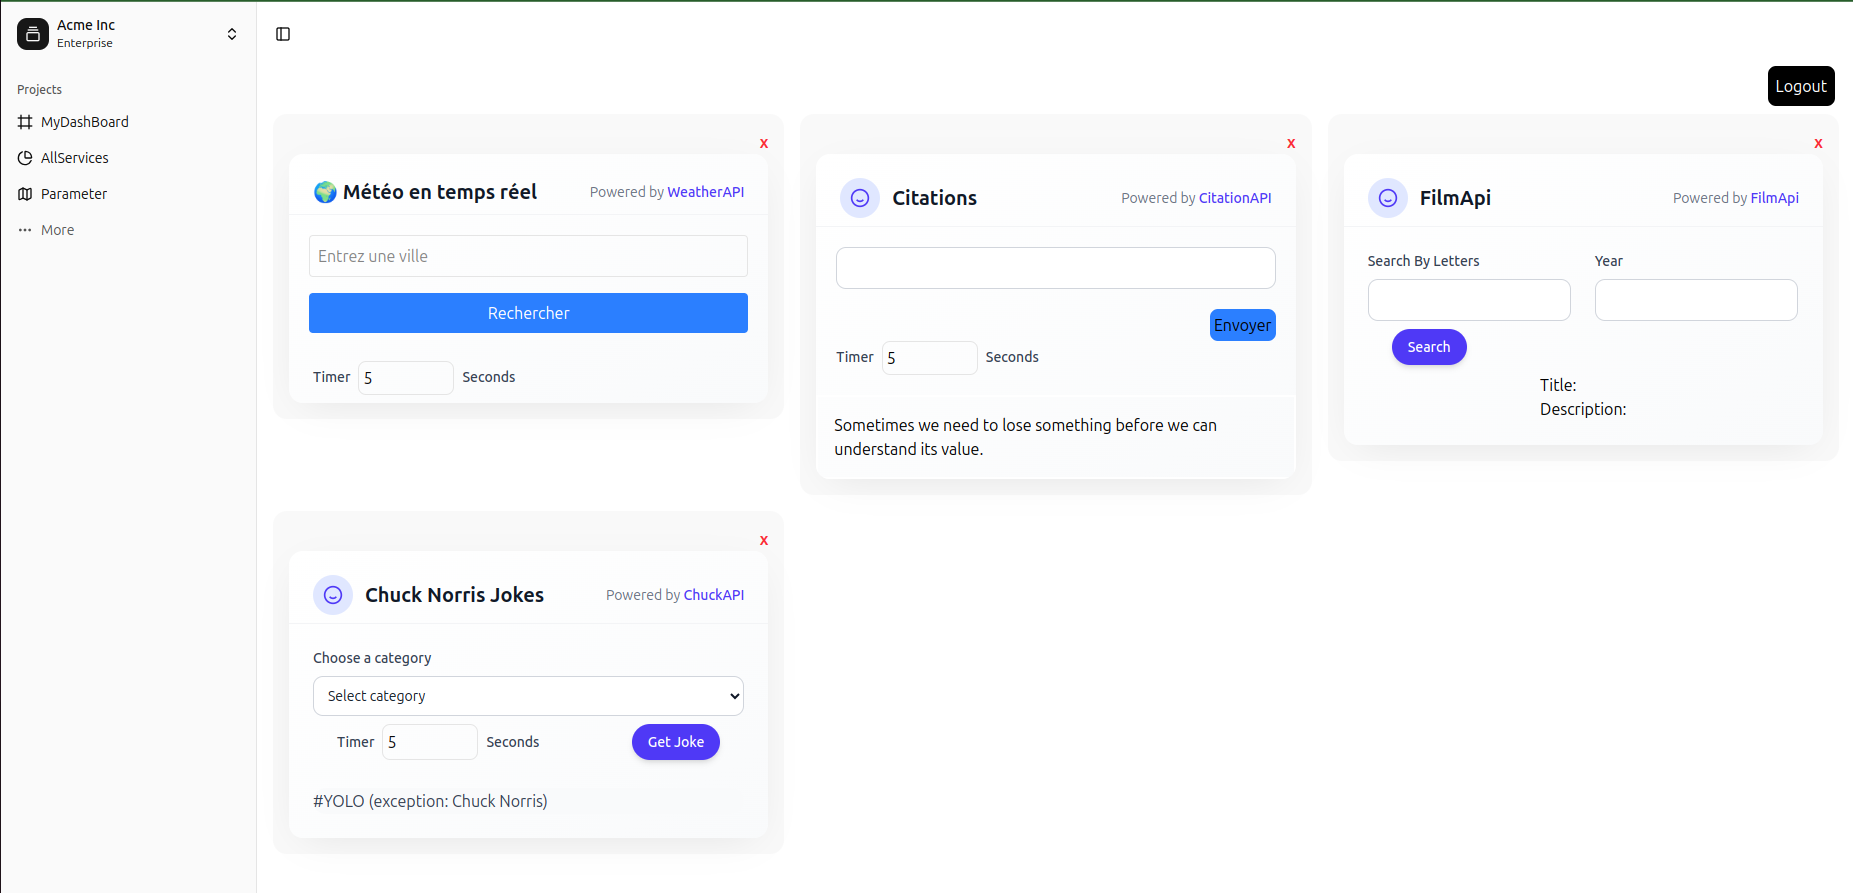 Acme Inc
Enterprise
Projects
MyDashBoard
AllServices
Parameter
More
Logout
x
🌍 Météo en temps réel
Powered by WeatherAPI
Entrez une ville
Rechercher
Timer 5 Seconds
x
Citations
Powered by CitationAPI
Envoyer
Timer 5 Seconds
Sometimes we need to lose something before we can
understand its value.
x
FilmApi
Powered by FilmApi
Search By Letters
Year
Search
Title:
Description:
x
Chuck Norris Jokes
Powered by ChuckAPI
Choose a category
Select category
Timer 5 Seconds
Get Joke
#YOLO (exception: Chuck Norris)